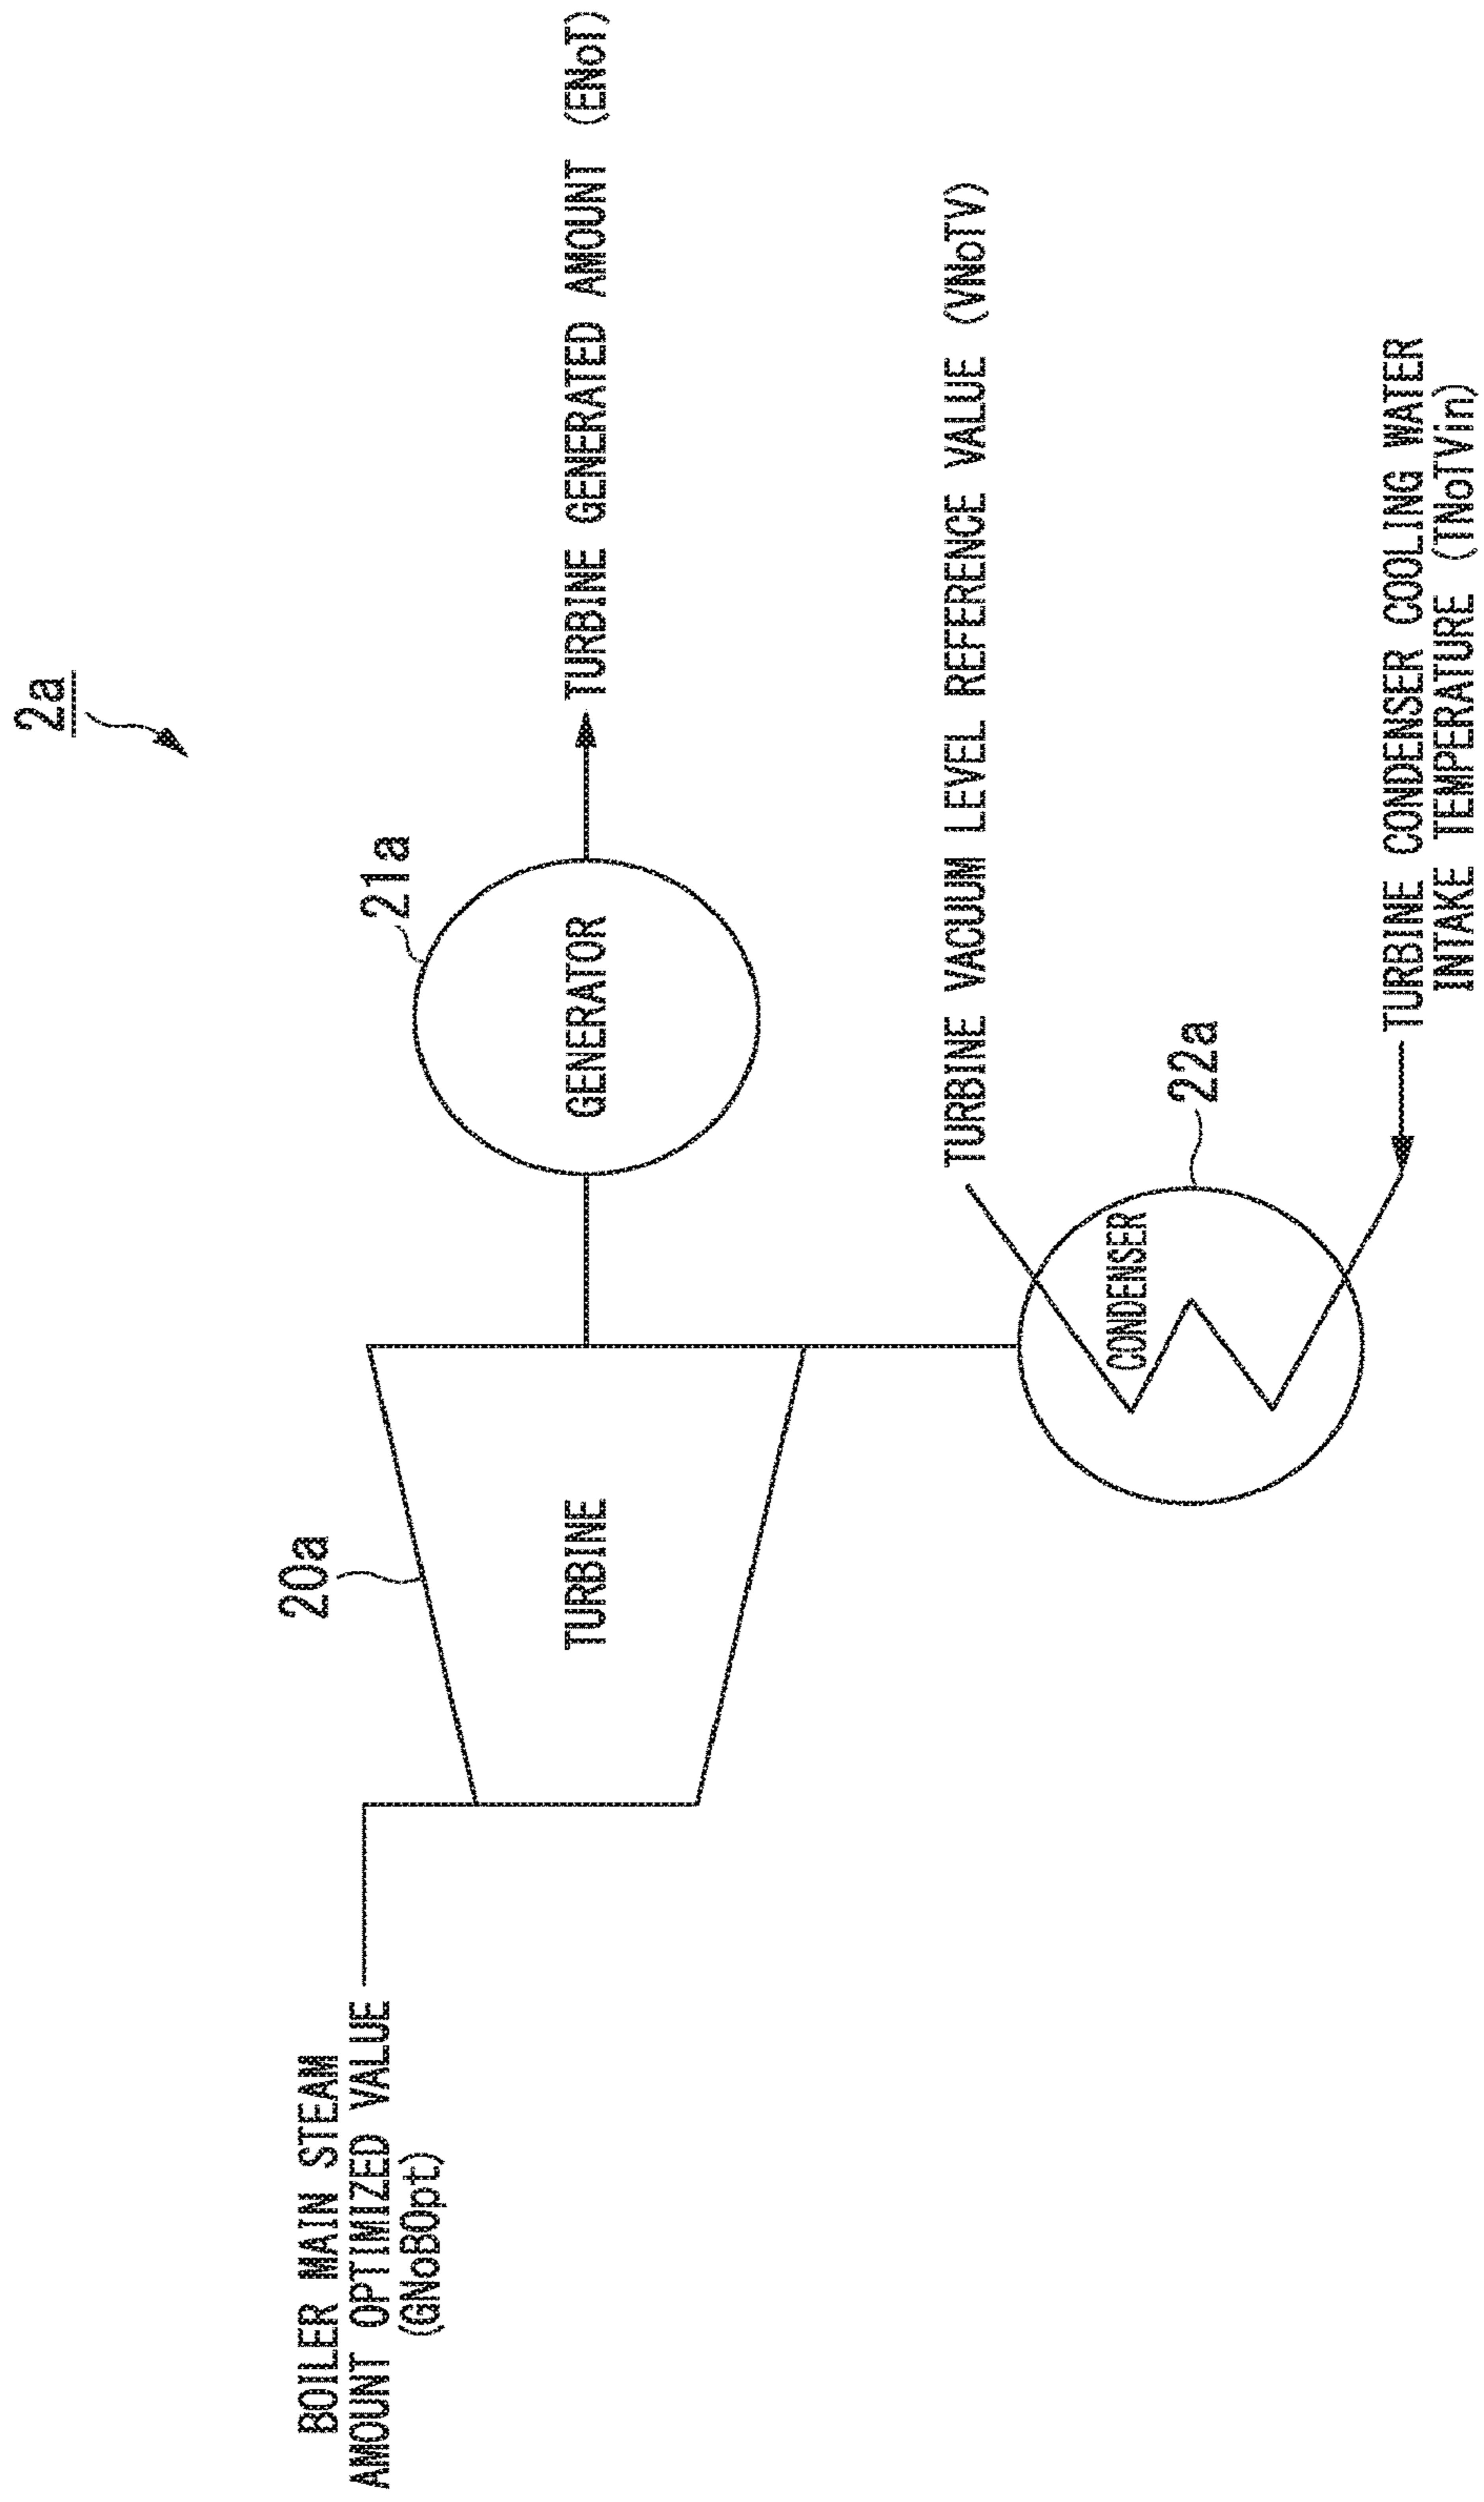 2a
21a
20a
GENERATOR
TURBINE GENERATED AMOUNT (ENoT)
TURBINE
BOILER MAIN STEAM
AMOUNT OPTIMIZED VALUE
(GNoBOpt)
TURBINE VACUUM LEVEL REFERENCE VALUE (VNoTV)
CONDENSER
22a
TURBINE CONDENSER COOLING WATER
INTAKE TEMPERATURE (TNoTVin)